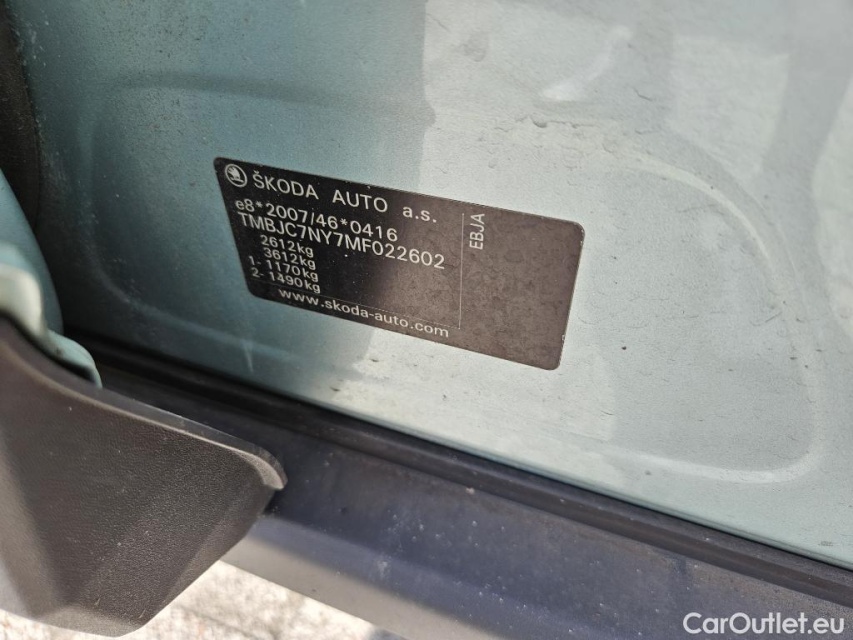 ŠKODA AUTO a.s.
e8*2007/46*0416
TMBJC7NY7MF022602
2612kg
3612kg
1- 1170kg
2- 1490kg
www.skoda-auto.com
EBJA
CarOutlet.eu